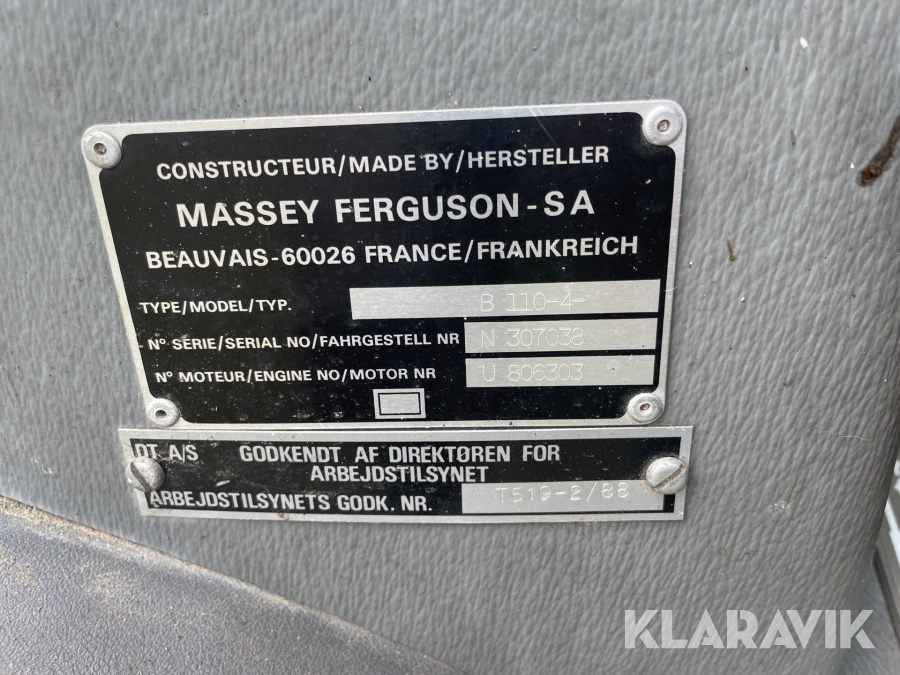 CONSTRUCTEUR/MADE BY/HERSTELLER
MASSEY FERGUSON-SA
BEAUVAIS-60026 FRANCE/FRANKREICH
TYPE/MODEL/TYP. B 110-4-
Nº SERIE/SERIAL NO/FAHRGESTELL NR N 307038
Nº MOTEUR/ENGINE NO/MOTOR NR U 806303
DT A/S GODKENDT AF DIREKTØREN FOR
ARBEJDSTILSYNET
ARBEJDSTILSYNETS GODK. NR. T519-2/88
KLARAVIK